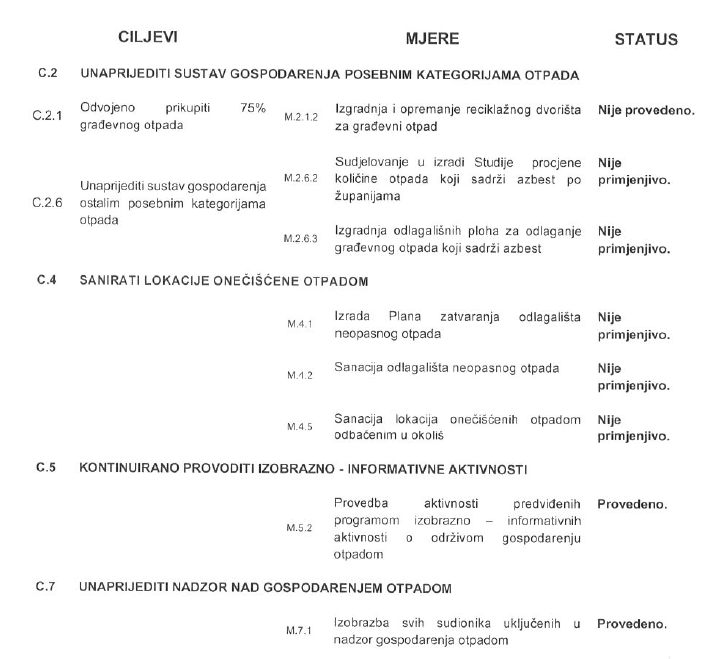 CILJEVI MJERE STATUS
C.2 UNAPRIJEDITI SUSTAV GOSPODARENJA POSEBNIM KATEGORIJAMA OTPADA
C.2.1 Odvojeno prikupiti 75%
građevnog otpada
M.2.1.2 Izgradnja i opremanje reciklažnog dvorišta
za građevni otpad
Nije provedeno.
C.2.6 Unaprijediti sustav gospodarenja
ostalim posebnim kategorijama
otpada
M.2.6.2 Sudjelovanje u izradi Studije procjene
količine otpada koji sadrži azbest po
županijama
Nije
primjenjivo.
M.2.6.3 Izgradnja odlagališnih ploha za odlaganje
građevnog otpada koji sadrži azbest
Nije
primjenjivo.
C.4 SANIRATI LOKACIJE ONEČIŠĆENE OTPADOM
M.4.1 Izrada Plana zatvaranja odlagališta
neopasnog otpada
Nije
primjenjivo.
M.4.2 Sanacija odlagališta neopasnog otpada
Nije
primjenjivo.
M.4.5 Sanacija lokacija onečišćenih otpadom
odbačenim u okoliš
Nije
primjenjivo.
C.5 KONTINUIRANO PROVODITI IZOBRAZNO - INFORMATIVNE AKTIVNOSTI
M.5.2 Provedba aktivnosti predviđenih
programom izobrazno – informativnih
aktivnosti o održivom gospodarenju
otpadom
Provedeno.
C.7 UNAPRIJEDITI NADZOR NAD GOSPODARENJEM OTPADOM
M.7.1 Izobrazba svih sudionika uključenih u
nadzor gospodarenja otpadom
Provedeno.